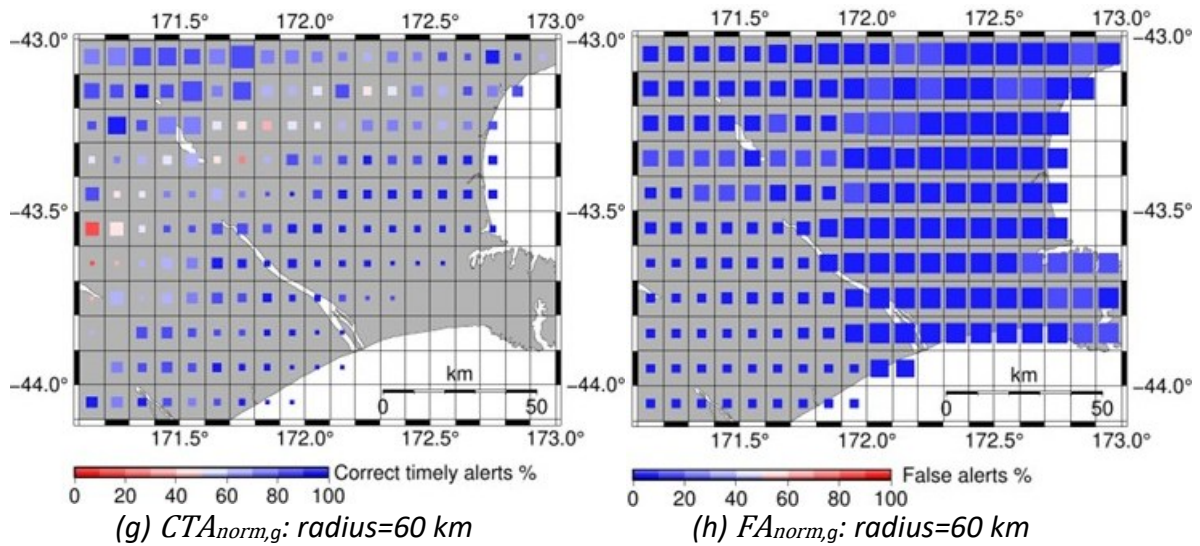 171.5° 172.0° 172.5° 173.0°
171.5° 172.0° 172.5° 173.0°
−43.0°
−43.0°
−43.5°
−43.5°
−43.5°
−44.0°
−44.0°
−44.0°
km
0 50
km
0 50
171.5° 172.0° 172.5° 173.0°
171.5° 172.0° 172.5° 173.0°
Correct timely alerts %
0 20 40 60 80 100
False alerts %
0 20 40 60 80 100
(g) CTAnorm,g: radius=60 km
(h) FAnorm,g: radius=60 km